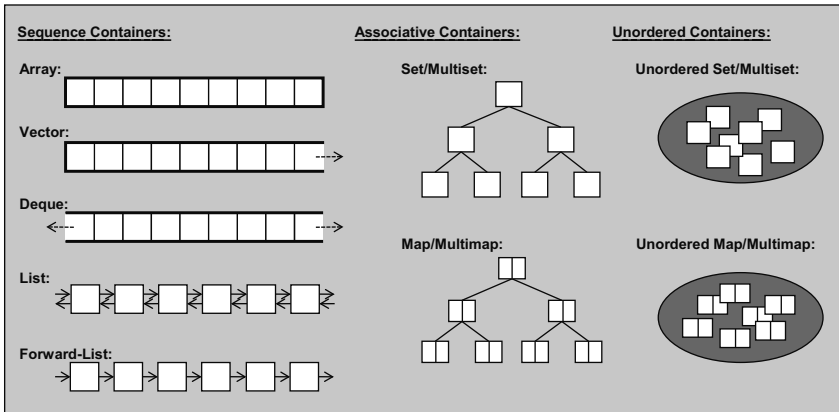 Sequence Containers:
Array:
Vector:
Deque:
List:
Forward-List:
Associative Containers:
Set/Multiset:
Map/Multimap:
Unordered Containers:
Unordered Set/Multiset:
Unordered Map/Multimap: